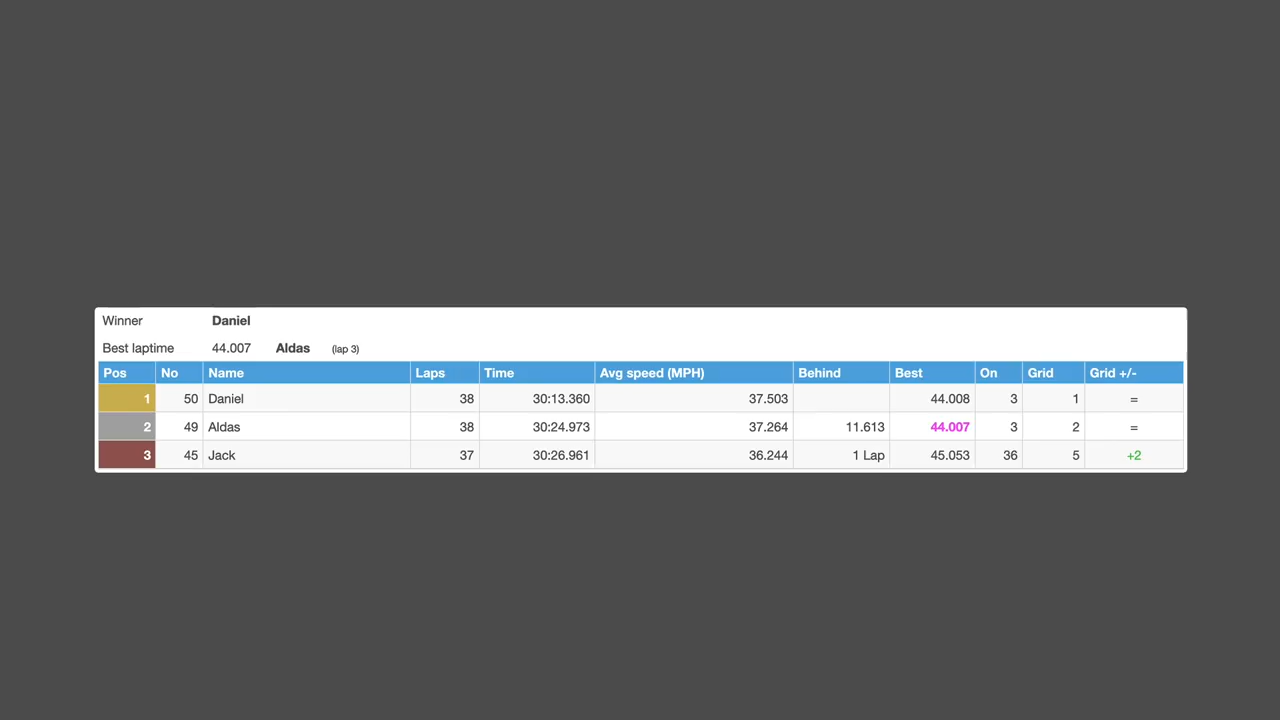 Winner Daniel
Best laptime 44.007 Aldas (lap 3)
Pos No Name Laps Time Avg speed (MPH) Behind Best On Grid Grid +/-
1 50 Daniel 38 30:13.360 37.503 44.008 3 1 =
2 49 Aldas 38 30:24.973 37.264 11.613 44.007 3 2 =
3 45 Jack 37 30:26.961 36.244 1 Lap 45.053 36 5 +2